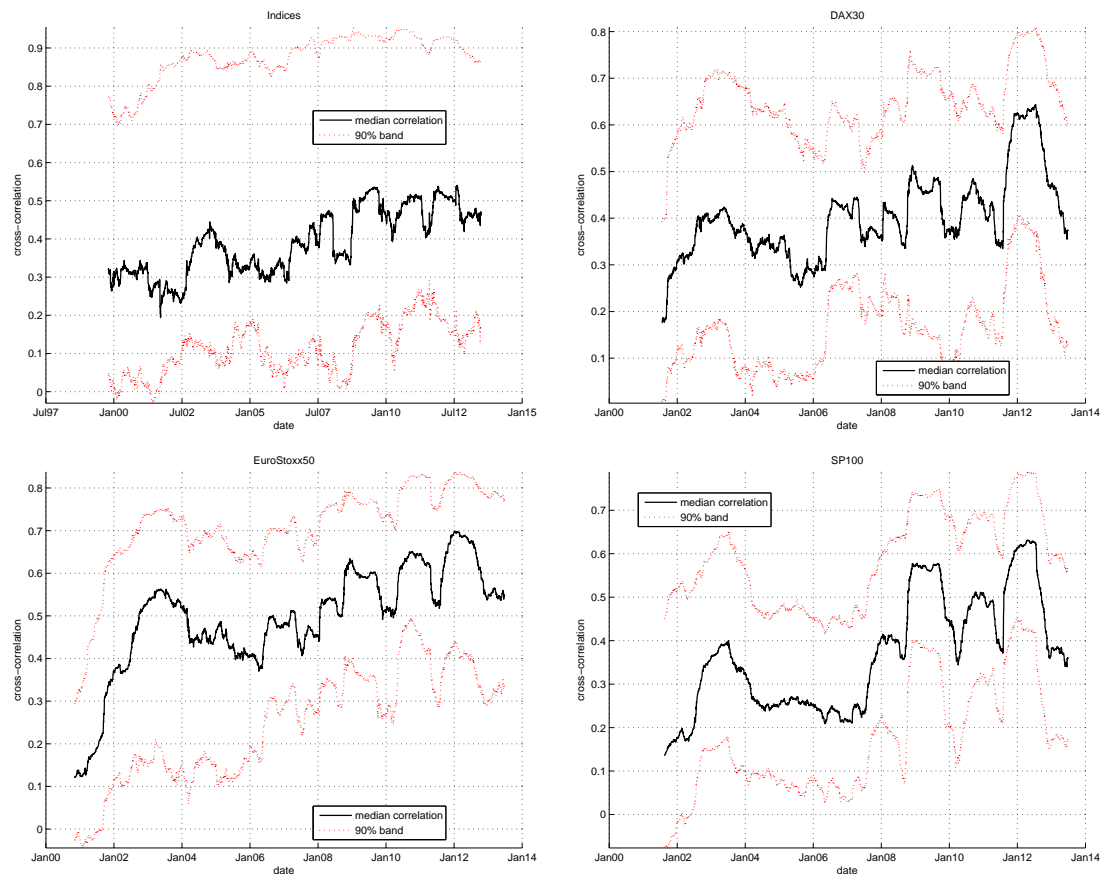 Indices
cross−correlation
0.9
0.8
0.7
0.6
0.5
0.4
0.3
0.2
0.1
0
median correlation
90% band
Jul97
Jan00
Jul02
Jan05
Jul07
Jan10
Jul12
Jan15
date
DAX30
cross−correlation
0.8
0.7
0.6
0.5
0.4
0.3
0.2
0.1
median correlation
90% band
Jan00
Jan02
Jan04
Jan06
Jan08
Jan10
Jan12
Jan14
date
EuroStoxx50
cross−correlation
0.8
0.7
0.6
0.5
0.4
0.3
0.2
0.1
0
median correlation
90% band
Jan00
Jan02
Jan04
Jan06
Jan08
Jan10
Jan12
Jan14
date
SP100
cross−correlation
0.7
0.6
0.5
0.4
0.3
0.2
0.1
0
median correlation
90% band
Jan00
Jan02
Jan04
Jan06
Jan08
Jan10
Jan12
Jan14
date